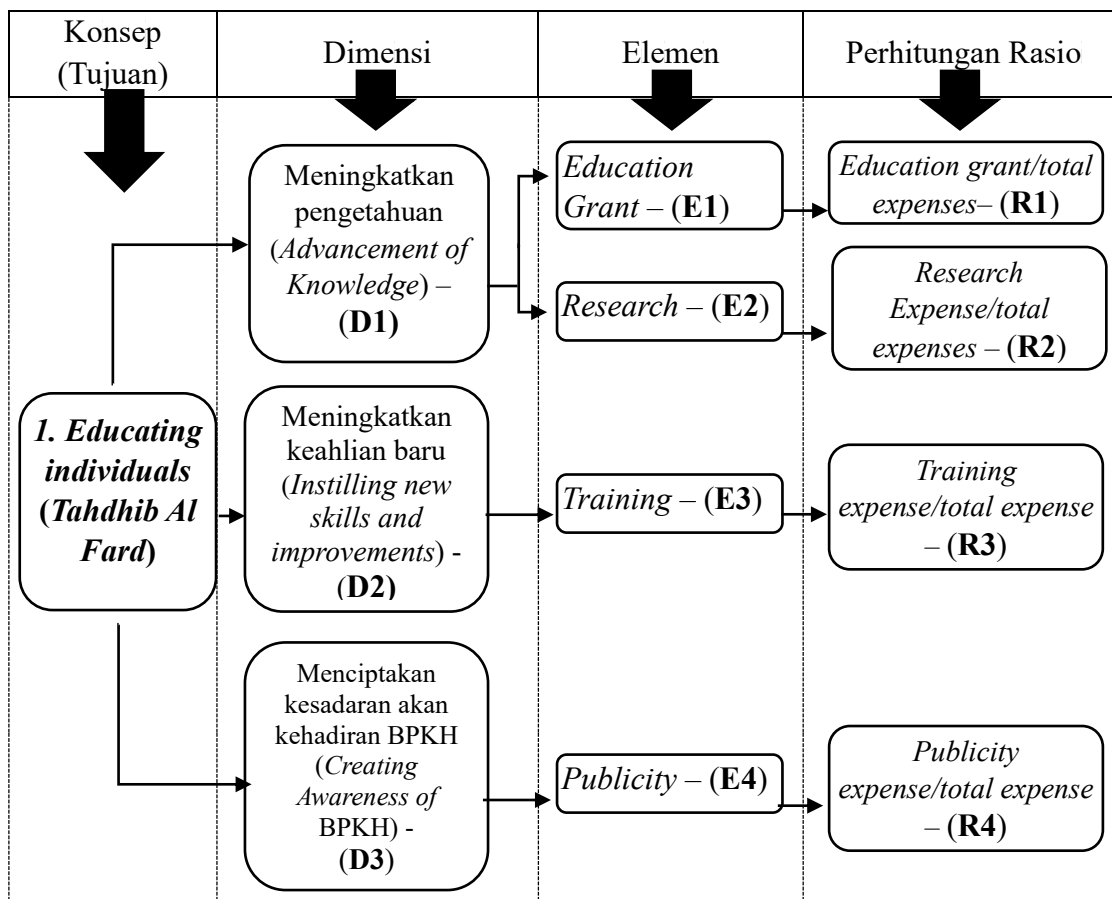 Konsep
(Tujuan)
Dimensi
Elemen
Perhitungan Rasio
1. Educating
individuals
(Tahdhib Al
Fard)
Meningkatkan
pengetahuan
(Advancement of
Knowledge) –
(D1)
Education
Grant – (E1)
Education grant/total
expenses– (R1)
Research – (E2)
Research
Expense/total
expenses – (R2)
Meningkatkan
keahlian baru
(Instilling new
skills and
improvements) -
(D2)
Training – (E3)
Training
expense/total expense
– (R3)
Menciptakan
kesadaran akan
kehadiran BPKH
(Creating
Awareness of
BPKH) -
(D3)
Publicity – (E4)
Publicity
expense/total expense
– (R4)